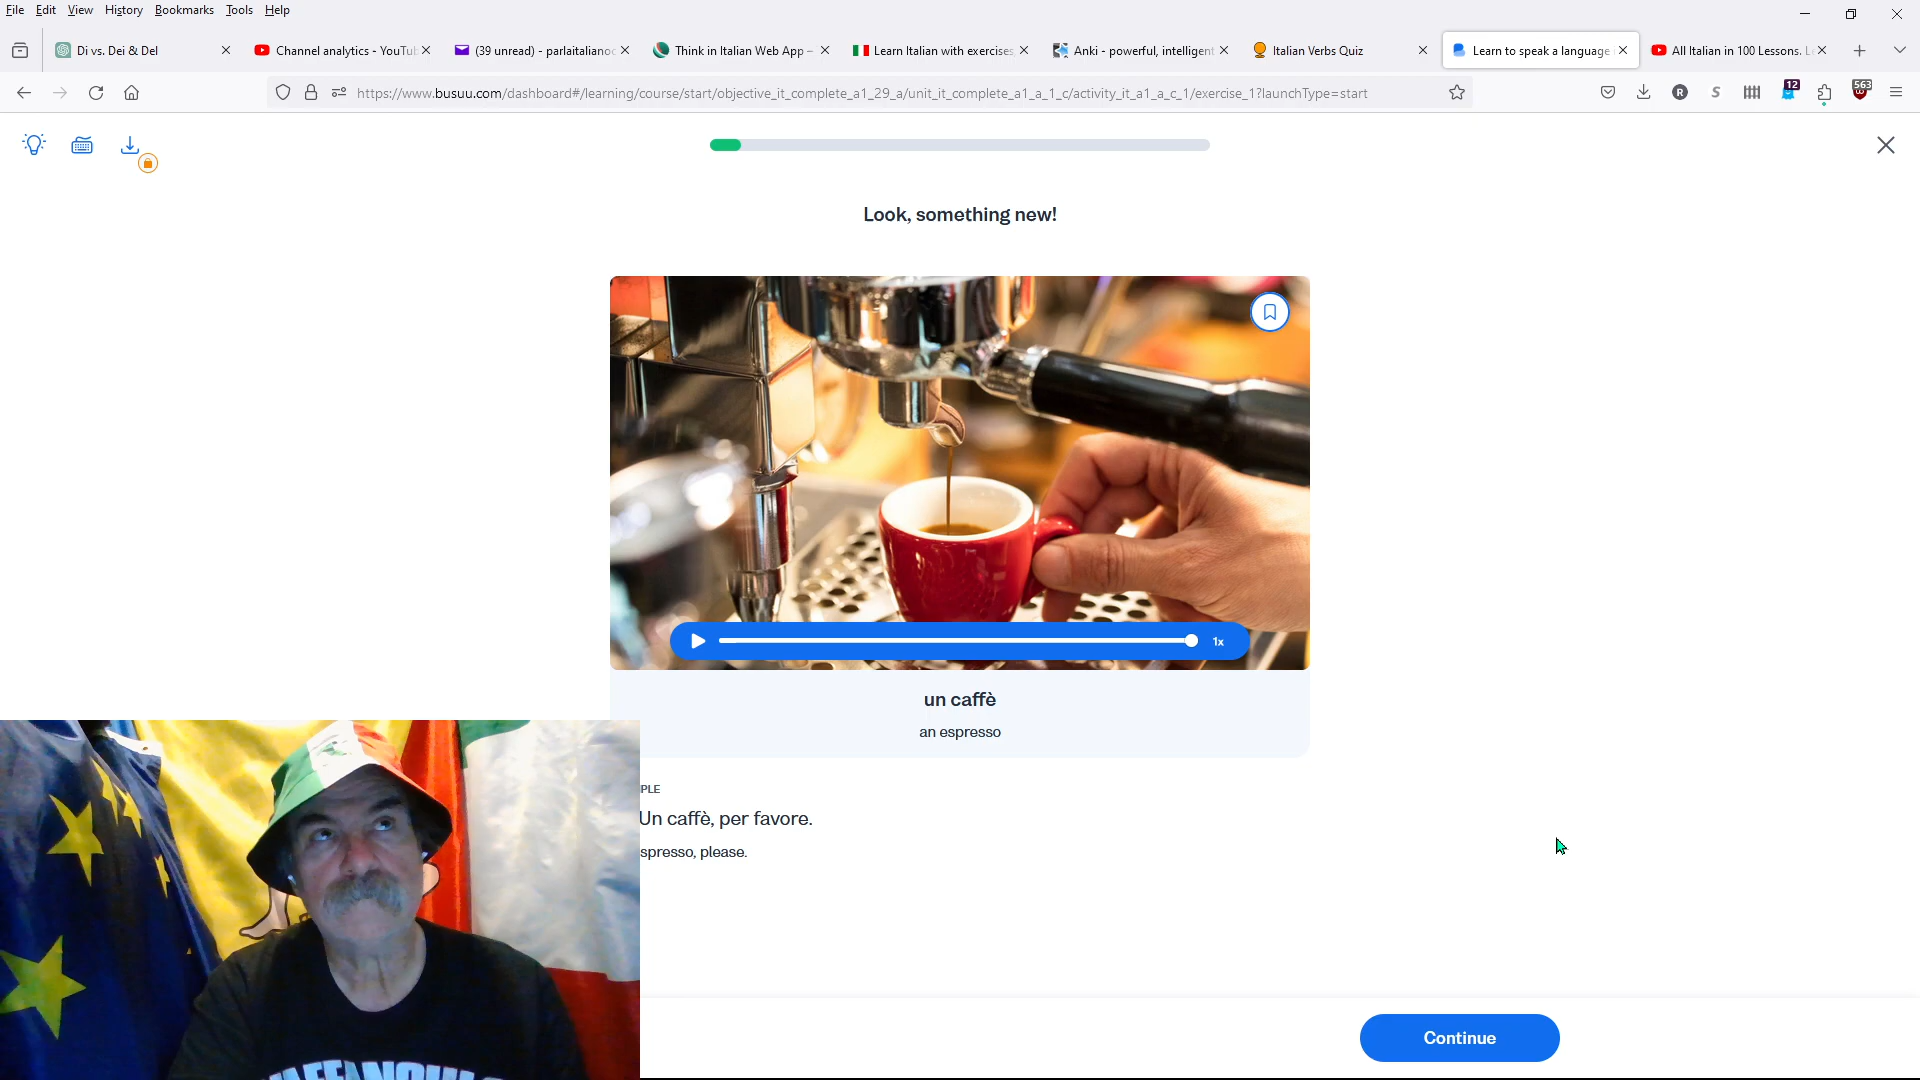 File Edit View History Bookmarks Tools Help
Di vs. Dei & Del
Channel analytics - YouTu
(39 unread) - parlaitaliano
Think in Italian Web App –
Learn Italian with exercises,
Anki - powerful, intelligent
Italian Verbs Quiz
Learn to speak a language
All Italian in 100 Lessons. L
https://www.busuu.com/dashboard#/learning/course/start/objective_it_complete_a1_29_a/unit_it_complete_a1_a_1_c/activity_it_a1_a_c_1/exercise_1?launchType=start
12
563
Look, something new!
1x
un caffè
an espresso
PLE
Un caffè, per favore.
spresso, please.
Continue